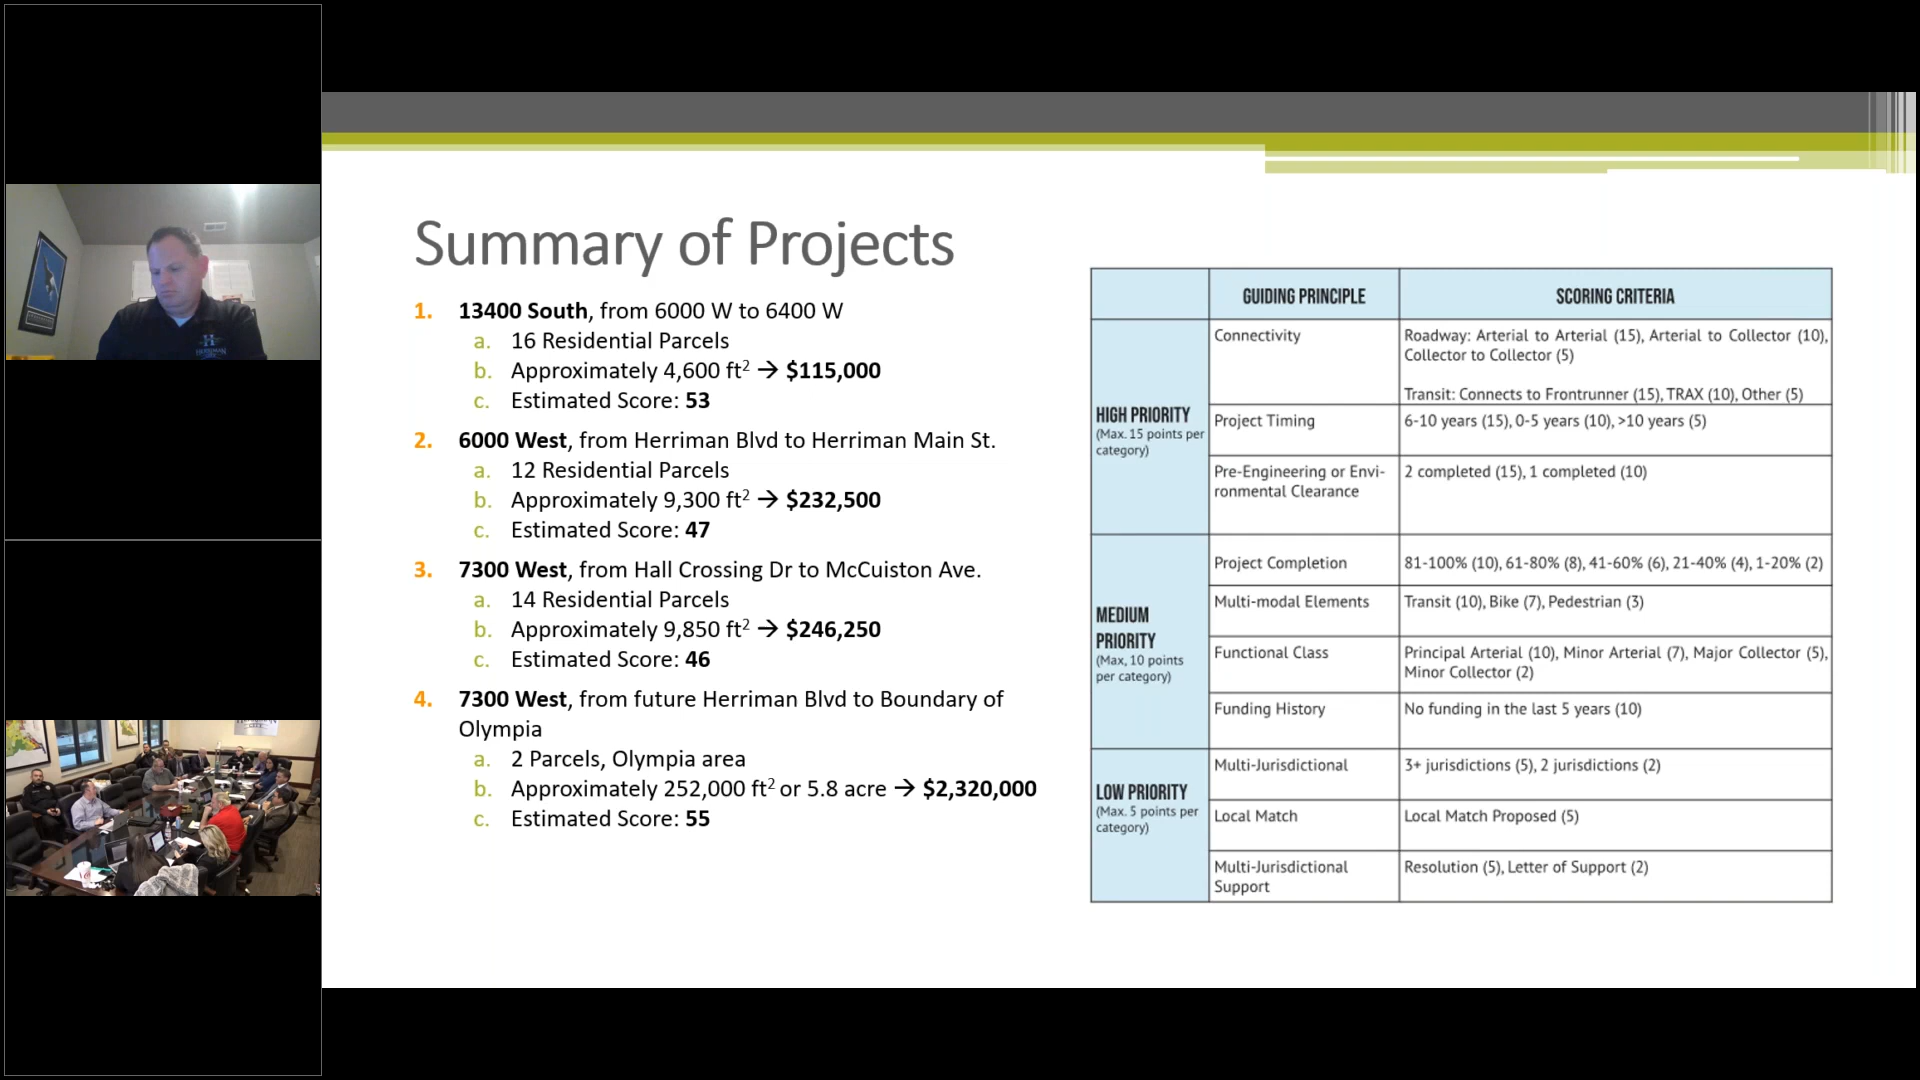 Summary of Projects
1. 13400 South, from 6000 W to 6400 W
a. 16 Residential Parcels
b. Approximately 4,600 ft² → $115,000
c. Estimated Score: 53
2. 6000 West, from Herriman Blvd to Herriman Main St.
a. 12 Residential Parcels
b. Approximately 9,300 ft² → $232,500
c. Estimated Score: 47
3. 7300 West, from Hall Crossing Dr to McCuiston Ave.
a. 14 Residential Parcels
b. Approximately 9,850 ft² → $246,250
c. Estimated Score: 46
4. 7300 West, from future Herriman Blvd to Boundary of
Olympia
a. 2 Parcels, Olympia area
b. Approximately 252,000 ft² or 5.8 acre → $2,320,000
c. Estimated Score: 55
GUIDING PRINCIPLE SCORING CRITERIA
HIGH PRIORITY
(Max. 15 points per
category)
Connectivity
Roadway: Arterial to Arterial (15), Arterial to Collector (10),
Collector to Collector (5)
Transit: Connects to Frontrunner (15), TRAX (10), Other (5)
Project Timing
6-10 years (15), 0-5 years (10), >10 years (5)
Pre-Engineering or Envi-
ronmental Clearance
2 completed (15), 1 completed (10)
MEDIUM
PRIORITY
(Max, 10 points
per category)
Project Completion
81-100% (10), 61-80% (8), 41-60% (6), 21-40% (4), 1-20% (2)
Multi-modal Elements
Transit (10), Bike (7), Pedestrian (3)
Functional Class
Principal Arterial (10), Minor Arterial (7), Major Collector (5),
Minor Collector (2)
Funding History
No funding in the last 5 years (10)
LOW PRIORITY
(Max. 5 points per
category)
Multi-Jurisdictional
3+ jurisdictions (5), 2 jurisdictions (2)
Local Match
Local Match Proposed (5)
Multi-Jurisdictional
Support
Resolution (5), Letter of Support (2)
H
HERRIMAN